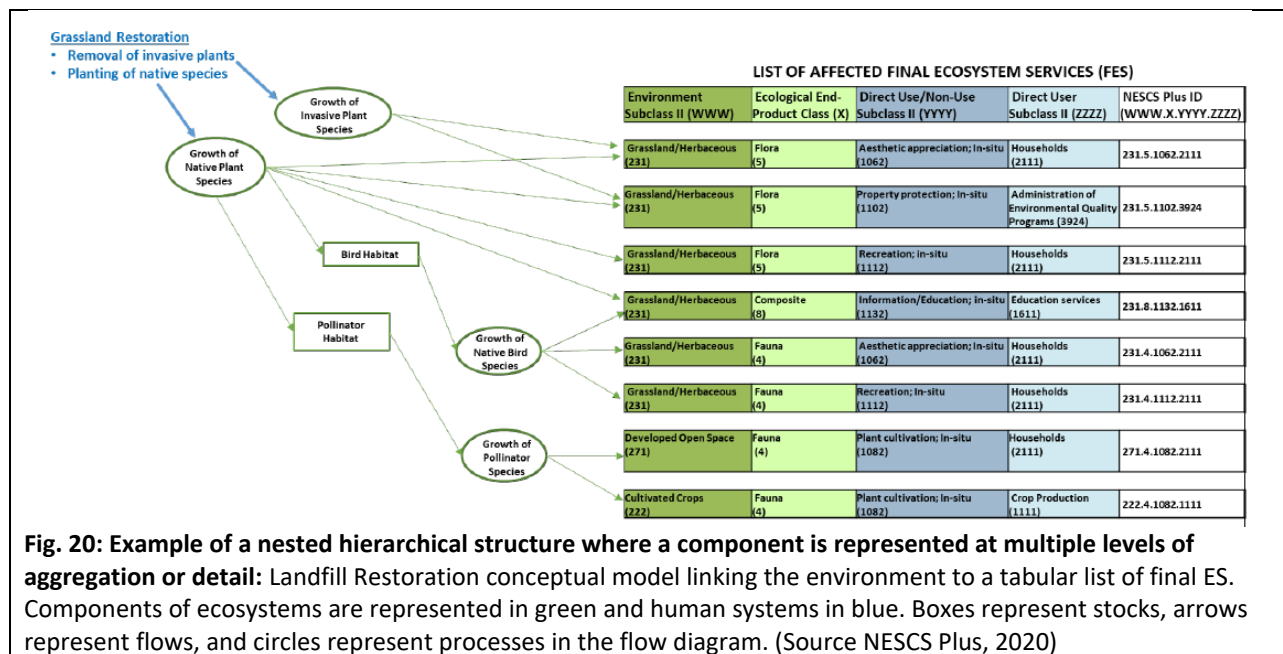 Grassland Restoration
• Removal of invasive plants
• Planting of native species
Growth of
Invasive Plant
Species
Growth of
Native Plant
Species
Bird Habitat
Pollinator
Habitat
Growth of
Native Bird
Species
Growth of
Pollinator
Species
LIST OF AFFECTED FINAL ECOSYSTEM SERVICES (FES)
Environment Ecological End- Direct Use/Non-Use Direct User NESCS Plus ID
Subclass II (WWW) Product Class (X) Subclass II (YYYY) Subclass II (ZZZZ) (WWW.X.YYYY.ZZZZ)
Grassland/Herbaceous Flora Aesthetic appreciation; In-situ Households
(231) (5) (1062) (2111) 231.5.1062.2111
Grassland/Herbaceous Flora Property protection; In-situ Administration of
(231) (5) (1102) Environmental Quality 231.5.1102.3924
Programs (3924)
Grassland/Herbaceous Flora Recreation; in-situ Households
(231) (5) (1112) (2111) 231.5.1112.2111
Grassland/Herbaceous Composite Information/Education; in-situ Education services
(231) (8) (1132) (1611) 231.8.1132.1611
Grassland/Herbaceous Fauna Aesthetic appreciation; In-situ Households
(231) (4) (1062) (2111) 231.4.1062.2111
Grassland/Herbaceous Fauna Recreation; In-situ Households
(231) (4) (1112) (2111) 231.4.1112.2111
Developed Open Space Fauna Plant cultivation; In-situ Households
(271) (4) (1082) (2111) 271.4.1082.2111
Cultivated Crops Fauna Plant cultivation; In-situ Crop Production
(222) (4) (1082) (1111) 222.4.1082.1111
Fig. 20: Example of a nested hierarchical structure where a component is represented at multiple levels of
aggregation or detail: Landfill Restoration conceptual model linking the environment to a tabular list of final ES.
Components of ecosystems are represented in green and human systems in blue. Boxes represent stocks, arrows
represent flows, and circles represent processes in the flow diagram. (Source NESCS Plus, 2020)